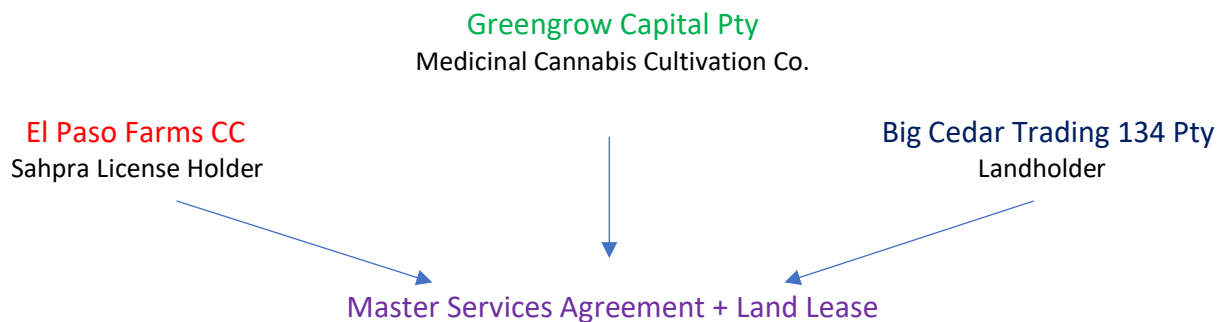 Greengrow Capital Pty
Medicinal Cannabis Cultivation Co.
El Paso Farms CC
Sahpra License Holder
Big Cedar Trading 134 Pty
Landholder
Master Services Agreement + Land Lease